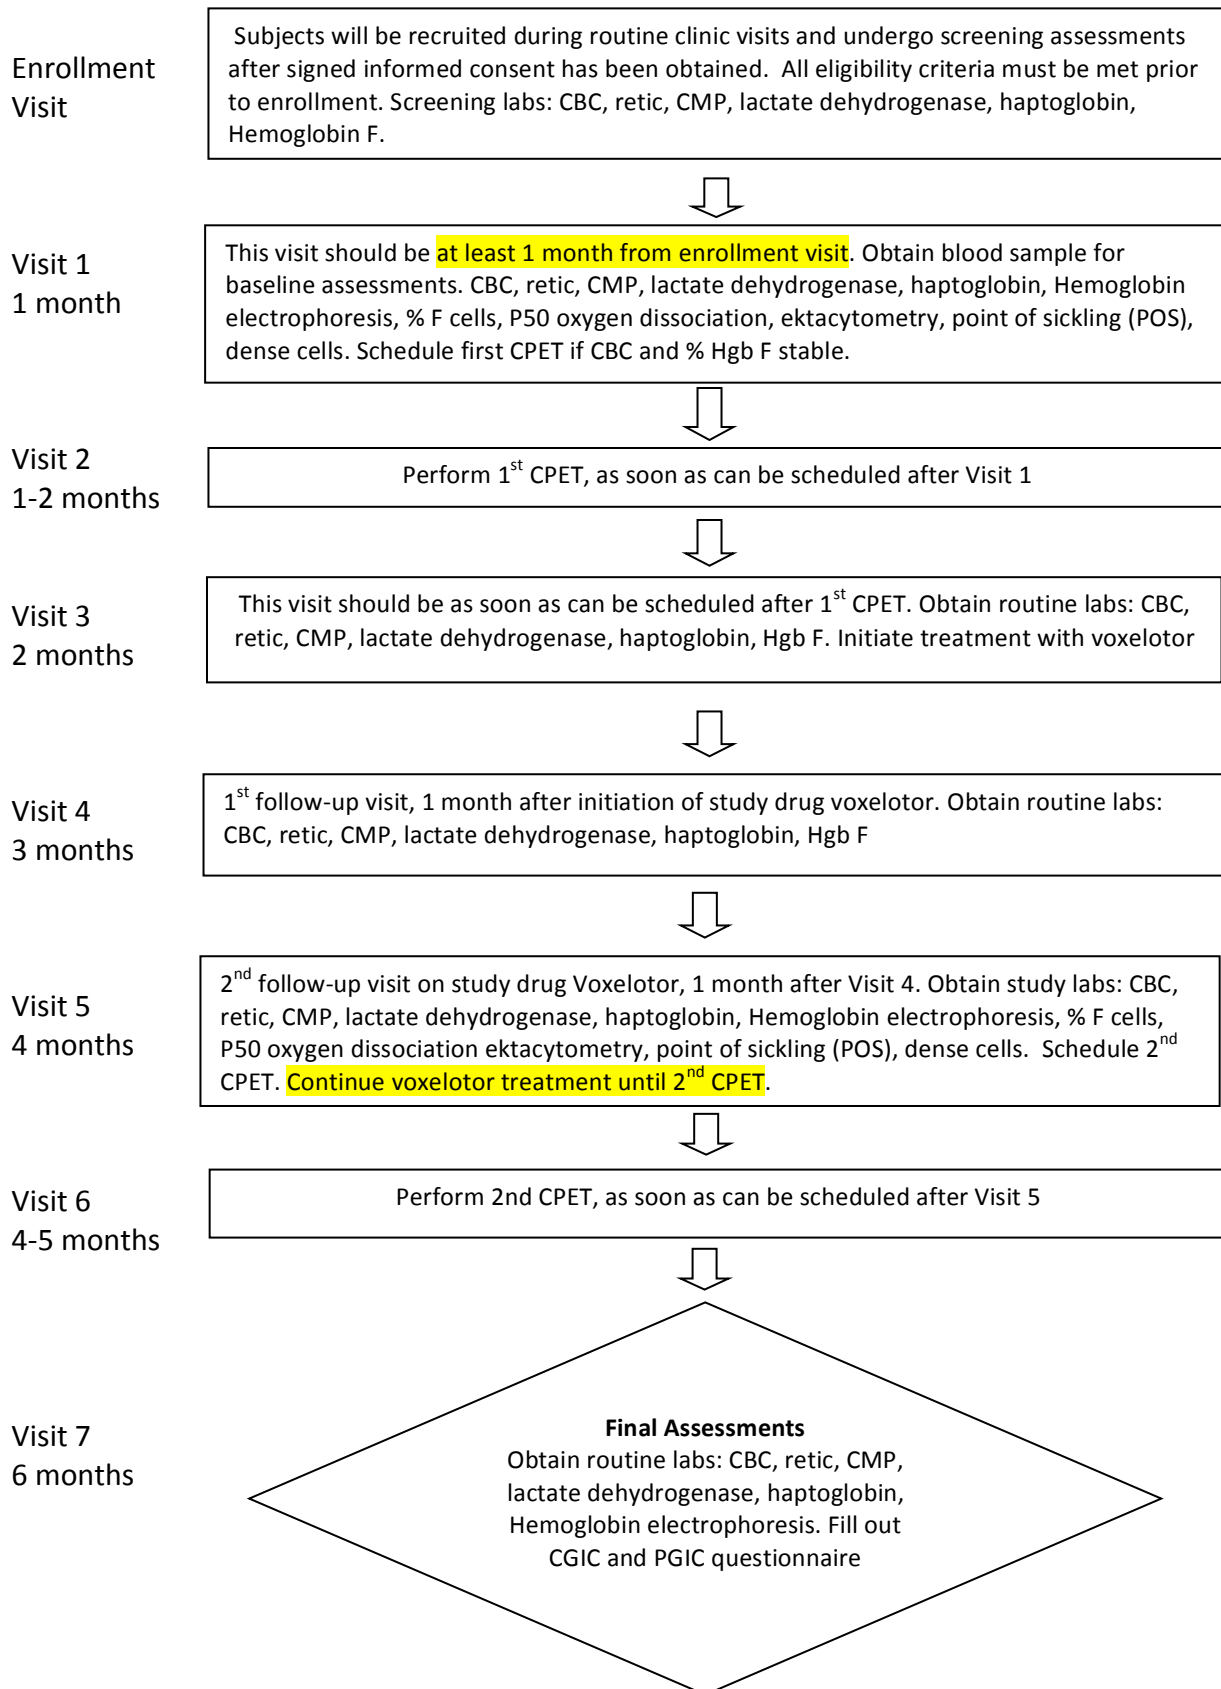 Enrollment
Visit
Subjects will be recruited during routine clinic visits and undergo screening assessments
after signed informed consent has been obtained.  All eligibility criteria must be met prior
to enrollment. Screening labs: CBC, retic, CMP, lactate dehydrogenase, haptoglobin,
Hemoglobin F.
Visit 1
1 month
This visit should be at least 1 month from enrollment visit. Obtain blood sample for
baseline assessments. CBC, retic, CMP, lactate dehydrogenase, haptoglobin, Hemoglobin
electrophoresis, % F cells, P50 oxygen dissociation, ektacytometry, point of sickling (POS),
dense cells. Schedule first CPET if CBC and % Hgb F stable.
Visit 2
1-2 months
Perform 1st CPET, as soon as can be scheduled after Visit 1
Visit 3
2 months
This visit should be as soon as can be scheduled after 1st CPET. Obtain routine labs: CBC,
retic, CMP, lactate dehydrogenase, haptoglobin, Hgb F. Initiate treatment with voxelotor
Visit 4
3 months
1st follow-up visit, 1 month after initiation of study drug voxelotor. Obtain routine labs:
CBC, retic, CMP, lactate dehydrogenase, haptoglobin, Hgb F
Visit 5
4 months
2nd follow-up visit on study drug Voxelotor, 1 month after Visit 4. Obtain study labs: CBC,
retic, CMP, lactate dehydrogenase, haptoglobin, Hemoglobin electrophoresis, % F cells,
P50 oxygen dissociation ektacytometry, point of sickling (POS), dense cells.  Schedule 2nd
CPET. Continue voxelotor treatment until 2nd CPET.
Visit 6
4-5 months
Perform 2nd CPET, as soon as can be scheduled after Visit 5
Visit 7
6 months
Final Assessments
Obtain routine labs: CBC, retic, CMP,
lactate dehydrogenase, haptoglobin,
Hemoglobin electrophoresis. Fill out
CGIC and PGIC questionnaire